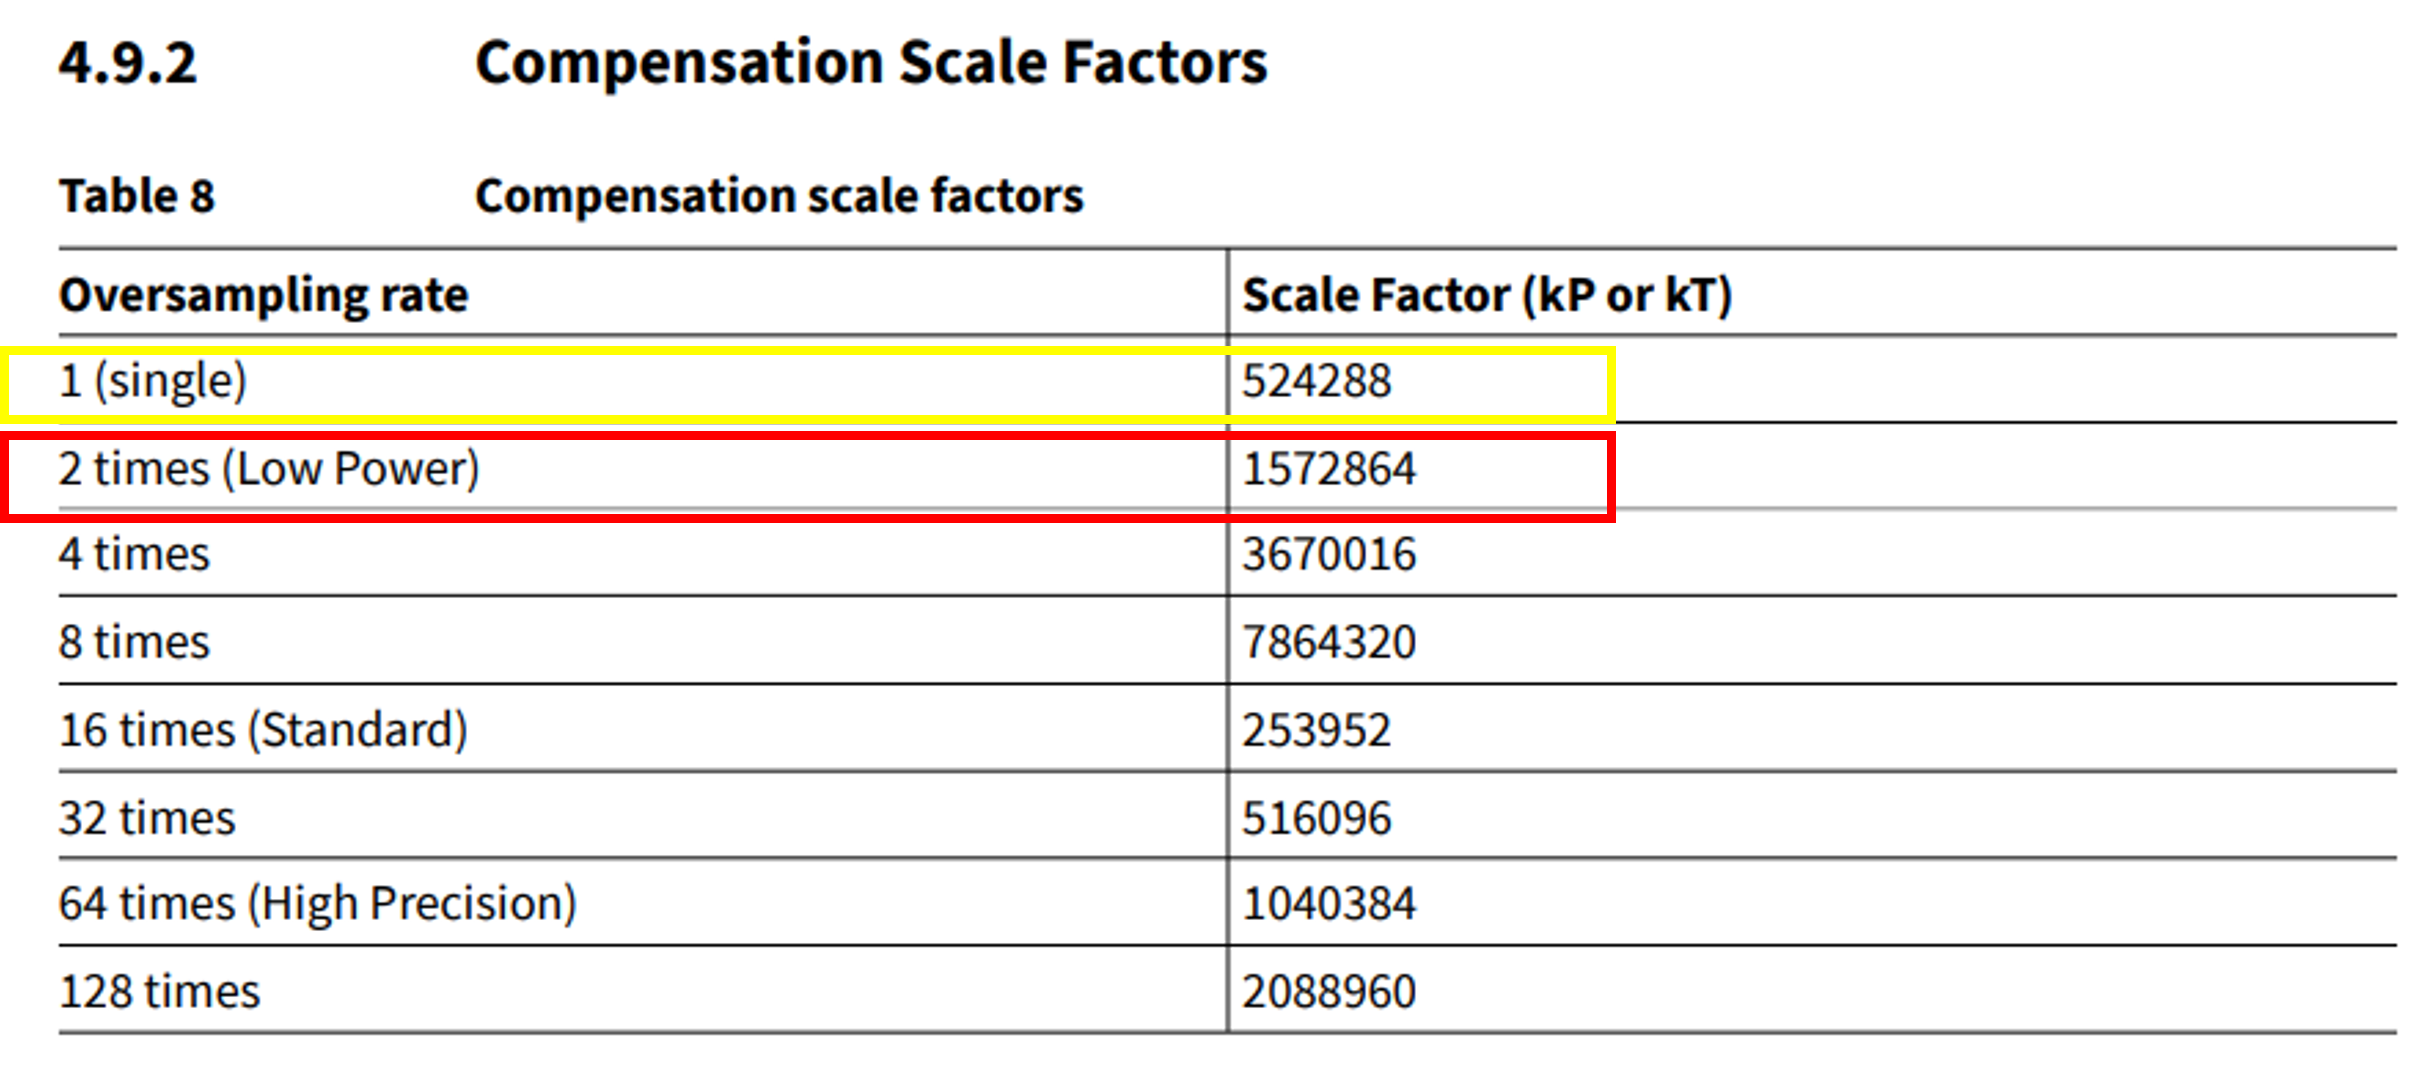 4.9.2 Compensation Scale Factors
Table 8 Compensation scale factors
Oversampling rate Scale Factor (kP or kT)
1 (single) 524288
2 times (Low Power) 1572864
4 times 3670016
8 times 7864320
16 times (Standard) 253952
32 times 516096
64 times (High Precision) 1040384
128 times 2088960